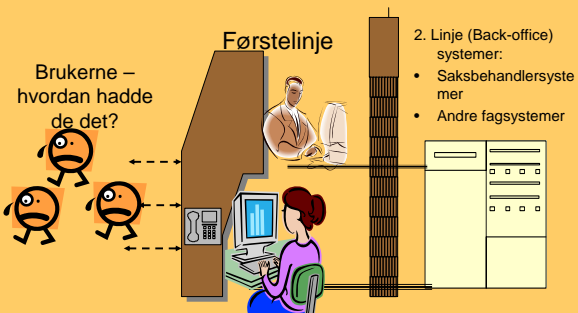 Brukerne –
hvordan hadde
de det?
Førstelinje
2. Linje (Back-office)
systemer:
• Saksbehandlersyste
mer
• Andre fagsystemer